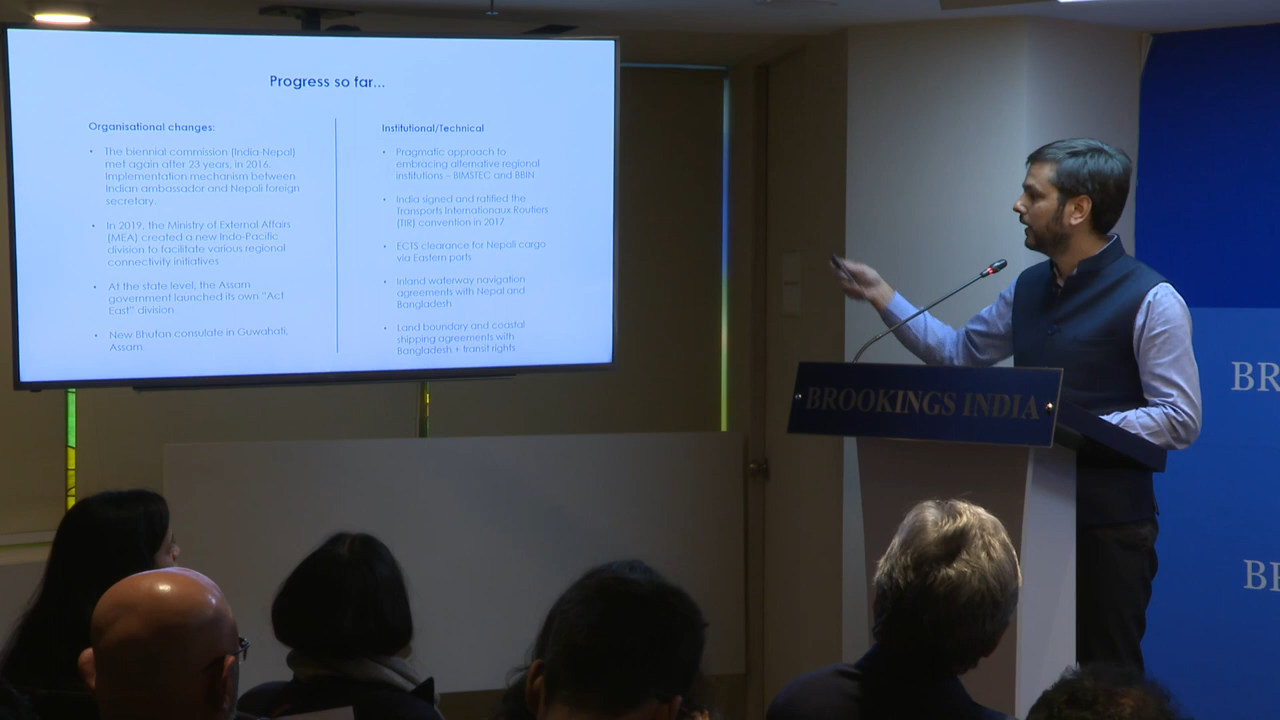 Progress so far...
Organisational changes:
• The biennial commission (India-Nepal)
met again after 23 years, in 2016.
Implementation mechanism between
Indian ambassador and Nepali foreign
secretary.
• In 2019, the Ministry of External Affairs
(MEA) created a new Indo-Pacific
division to facilitate various regional
connectivity initiatives
• At the state level, the Assam
government launched its own "Act
East" division
• New Bhutan consulate in Guwahati,
Assam
Institutional/Technical
• Pragmatic approach to
embracing alternative regional
institutions – BIMSTEC and BBIN
• India signed and ratified the
Transports Internationaux Routiers
(TIR) convention in 2017
• ECTS clearance for Nepali cargo
via Eastern ports
• Inland waterway navigation
agreements with Nepal and
Bangladesh
• Land boundary and coastal
shipping agreements with
Bangladesh + transit rights
BROOKINGS INDIA
BR